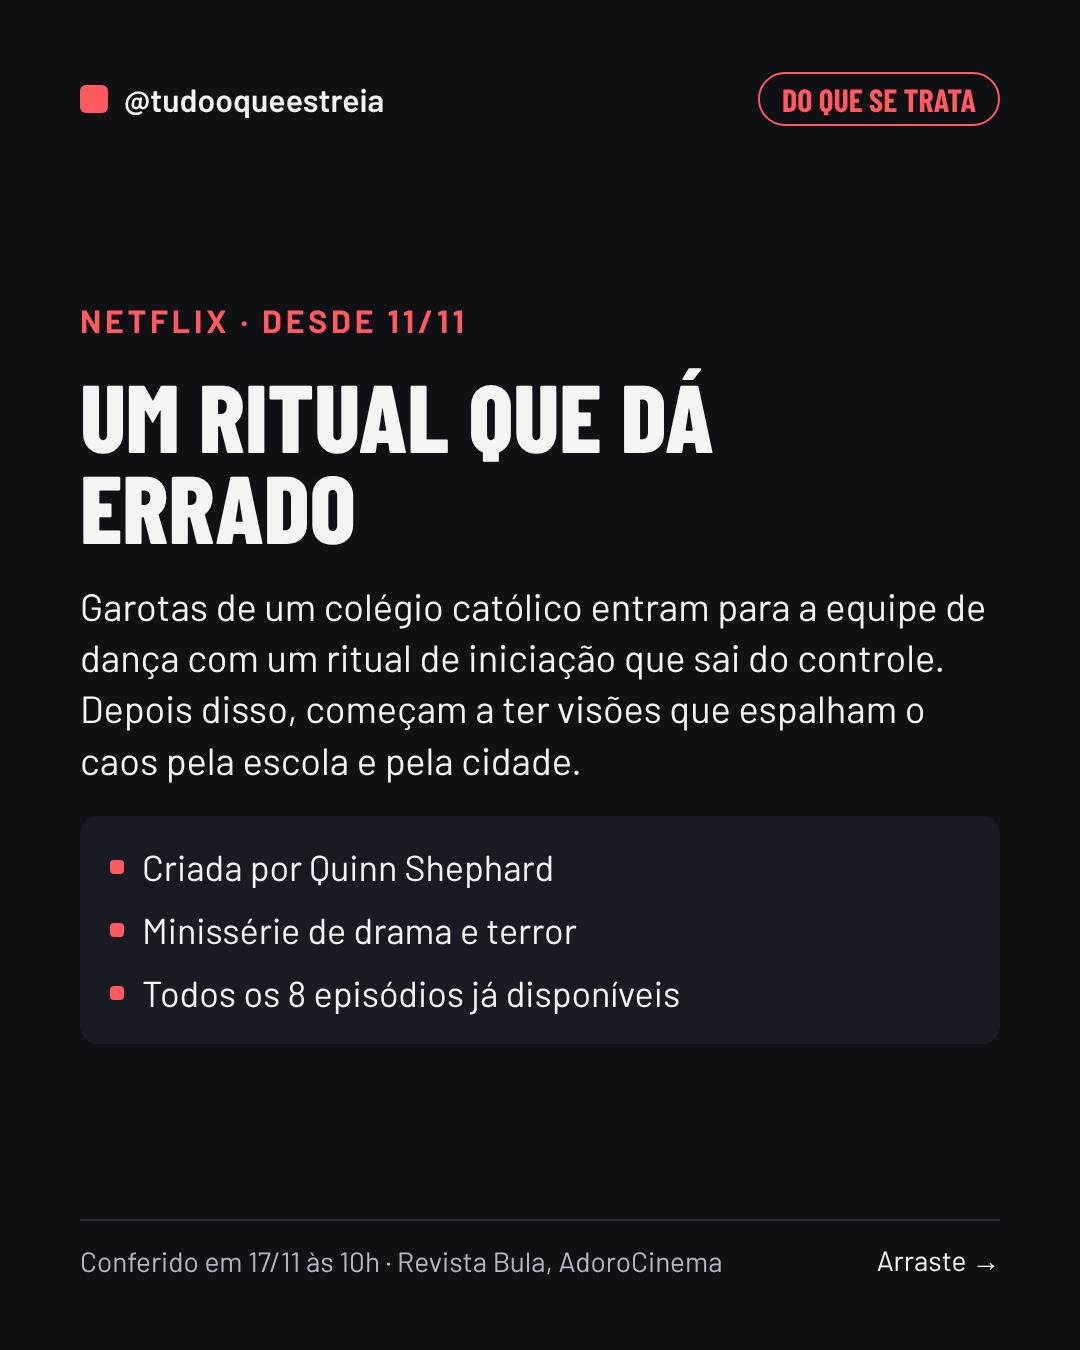 @tudooqueestreia
DO QUE SE TRATA
NETFLIX · DESDE 11/11
UM RITUAL QUE DÁ
ERRADO
Garotas de um colégio católico entram para a equipe de
dança com um ritual de iniciação que sai do controle.
Depois disso, começam a ter visões que espalham o
caos pela escola e pela cidade.
Criada por Quinn Shephard
Minissérie de drama e terror
Todos os 8 episódios já disponíveis
Conferido em 17/11 às 10h · Revista Bula, AdoroCinema
Arraste →